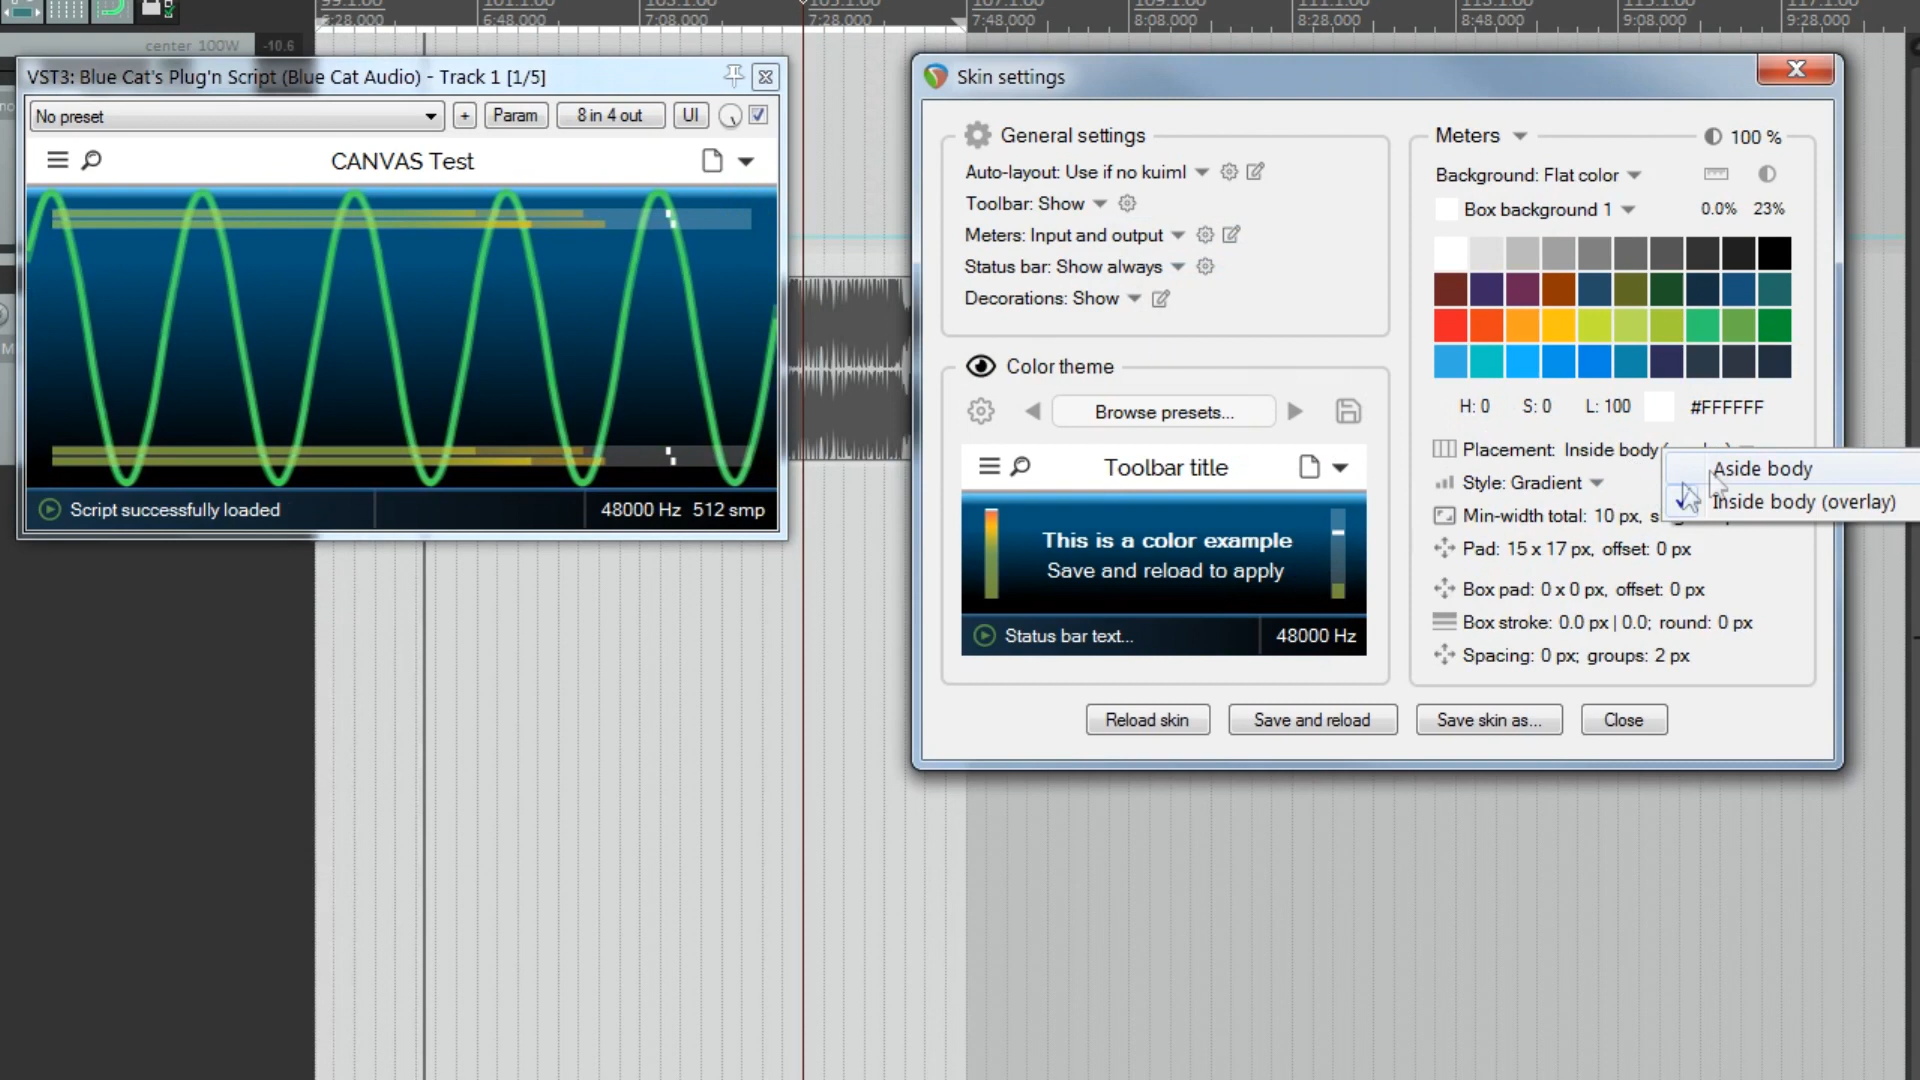 6:28.000
6:48.000
7:08.000
7:28.000
7:48.000
8:08.000
8:28.000
8:48.000
9:08.000
9:28.000
center 100W
-10.6
VST3: Blue Cat's Plug'n Script (Blue Cat Audio) - Track 1 [1/5]
No preset
+
Param
8 in 4 out
UI
CANVAS Test
Script successfully loaded
48000 Hz 512 smp
Skin settings
General settings
Auto-layout: Use if no kuiml
Toolbar: Show
Meters: Input and output
Status bar: Show always
Decorations: Show
Color theme
Browse presets...
Toolbar title
This is a color example
Save and reload to apply
Status bar text...
48000 Hz
Meters
100 %
Background: Flat color
Box background 1
0.0%
23%
H: 0
S: 0
L: 100
#FFFFFF
Placement: Inside body
Aside body
Inside body (overlay)
Style: Gradient
Min-width total: 10 px,
Pad: 15 x 17 px, offset: 0 px
Box pad: 0 x 0 px, offset: 0 px
Box stroke: 0.0 px | 0.0; round: 0 px
Spacing: 0 px; groups: 2 px
Reload skin
Save and reload
Save skin as...
Close